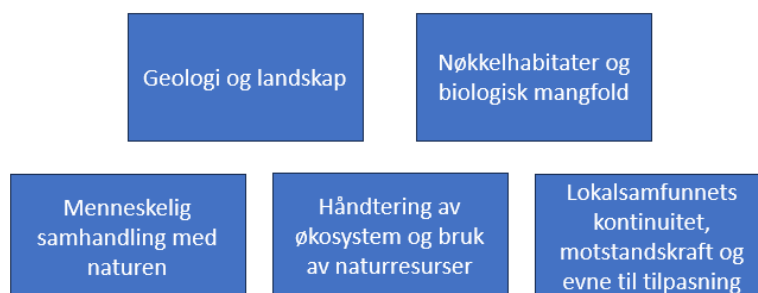 Geologi og landskap
Nøkkelhabitater og
biologisk mangfold
Menneskelig
samhandling med
naturen
Håndtering av
økosystem og bruk
av naturresurser
Lokalsamfunnets
kontinuitet,
motstandskraft og
evne til tilpasning